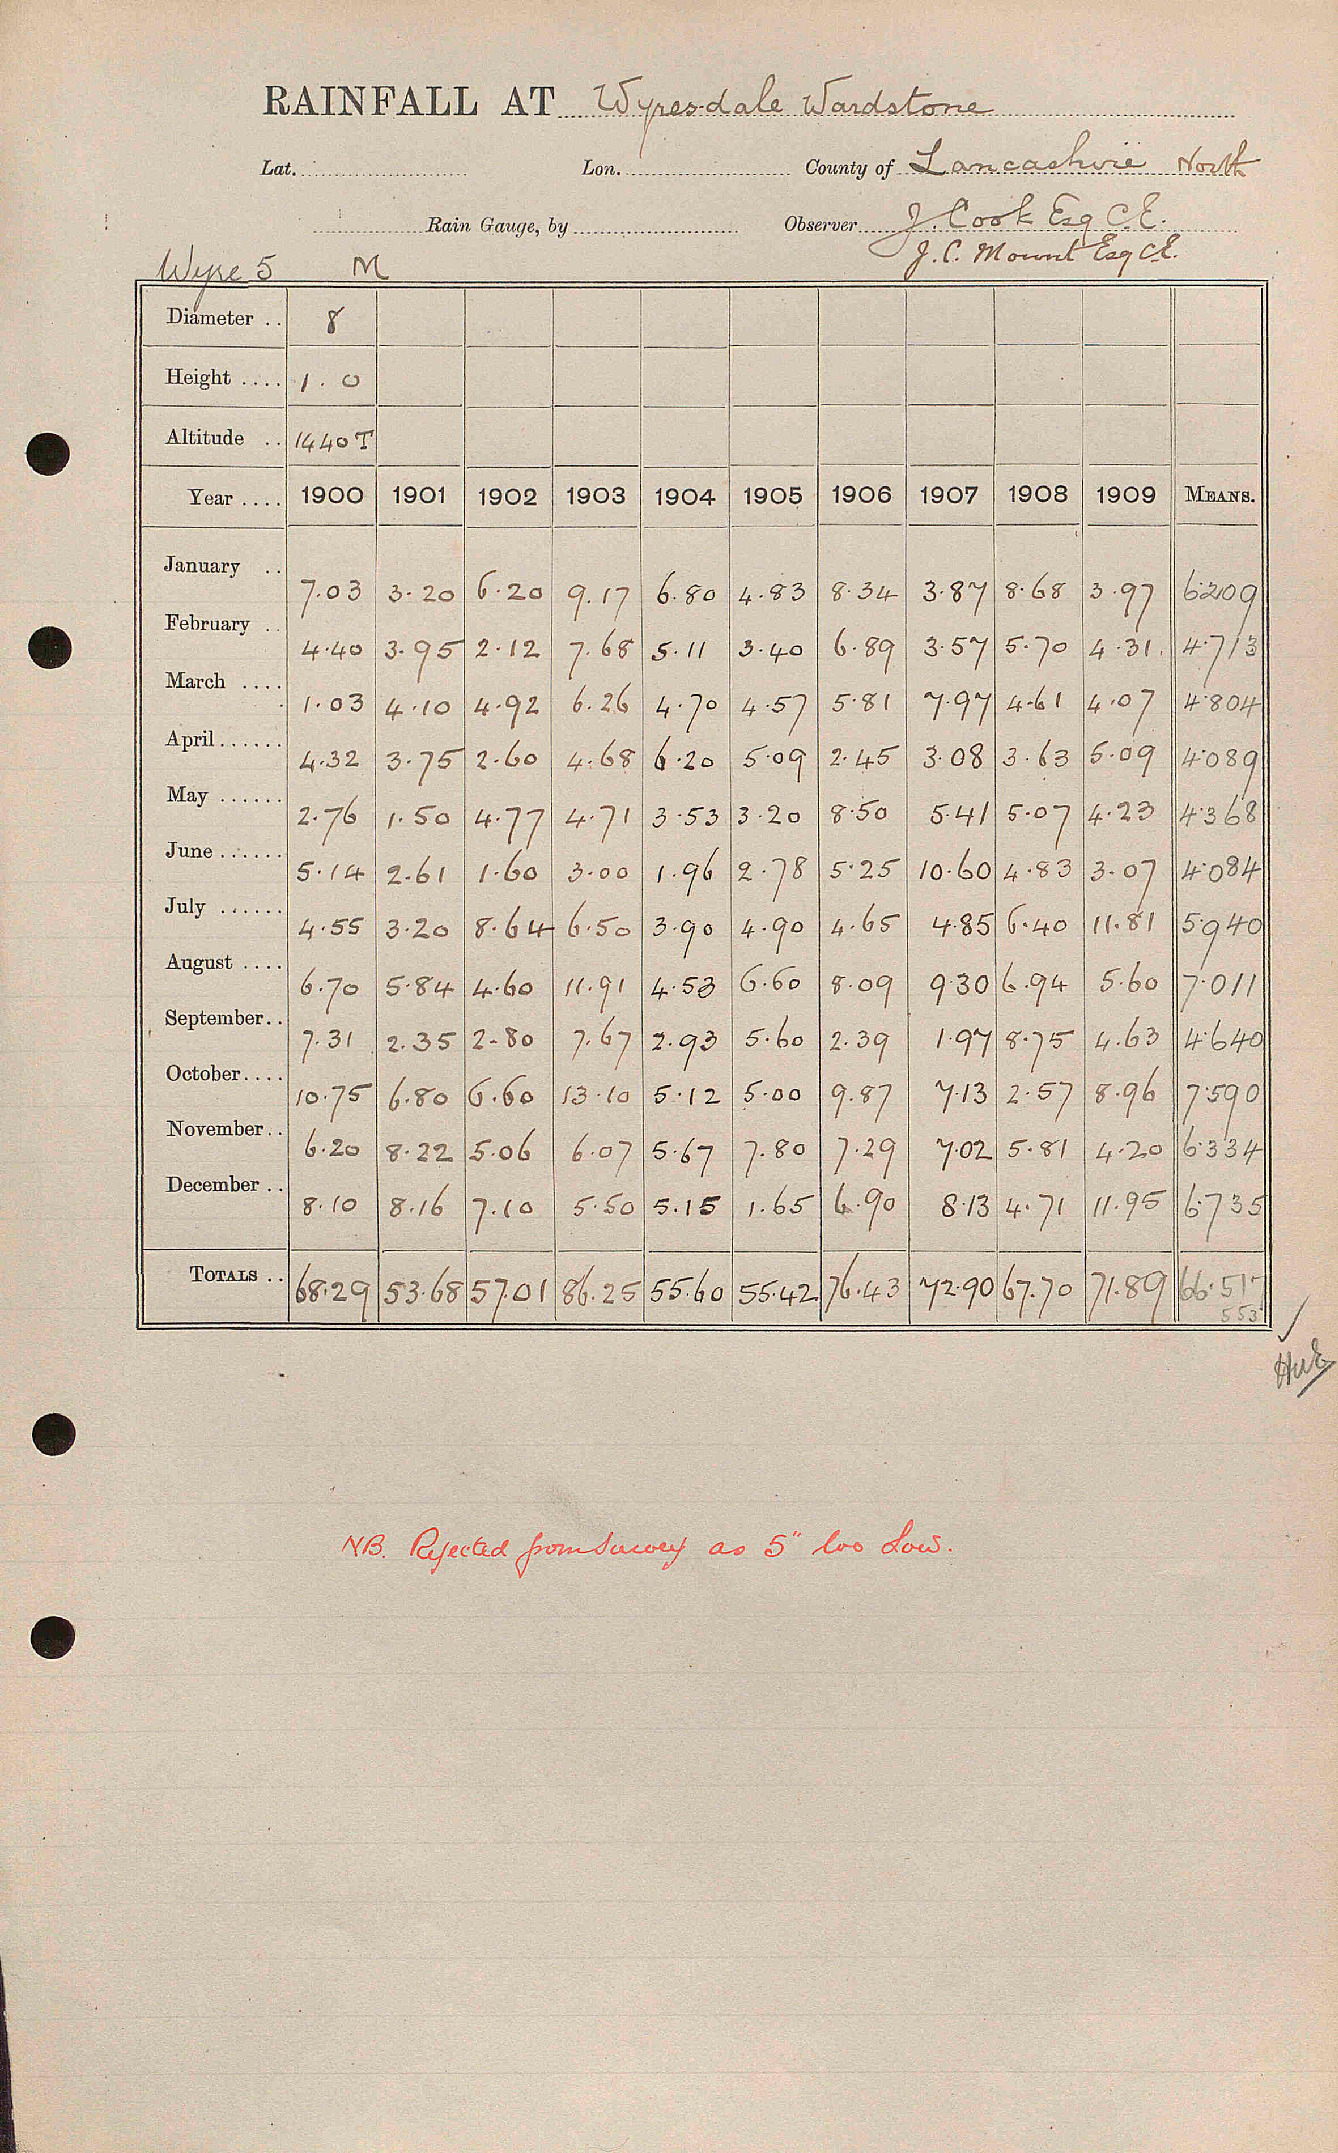 RAINFALL AT Wyresdale Wardstone
Lat. Lon. County of Lancashire North
Rain Gauge, by Observer J. Cook Esq C.E.
J. C. Mount Esq C.E.
Wyre 5 M
Diameter .. 8
Height .... 1.0
Altitude .. 1440 T
Year .... 1900 1901 1902 1903 1904 1905 1906 1907 1908 1909 MEANS.
January .. 7.03 3.20 6.20 9.17 6.80 4.83 8.34 3.87 8.68 3.97 6.209
February .. 4.40 3.95 2.12 7.68 5.11 3.40 6.89 3.57 5.70 4.31 4.713
March .... 1.03 4.10 4.92 6.26 4.70 4.57 5.81 7.97 4.61 4.07 4.804
April...... 4.32 3.75 2.60 4.68 6.20 5.09 2.45 3.08 3.63 5.09 4.089
May ...... 2.76 1.50 4.77 4.71 3.53 3.20 8.50 5.41 5.07 4.23 4.368
June ...... 5.14 2.61 1.60 3.00 1.96 2.78 5.25 10.60 4.83 3.07 4.084
July ...... 4.55 3.20 8.64 6.50 3.90 4.90 4.65 4.85 6.40 11.81 5.940
August .... 6.70 5.84 4.60 11.91 4.53 6.60 8.09 9.30 6.94 5.60 7.011
September.. 7.31 2.35 2.80 7.67 2.93 5.60 2.39 1.97 8.75 4.63 4.640
October.... 10.75 6.80 6.60 13.10 5.12 5.00 9.87 7.13 2.57 8.96 7.590
November.. 6.20 8.22 5.06 6.07 5.67 7.80 7.29 7.02 5.81 4.20 6.334
December .. 8.10 8.16 7.10 5.50 5.15 1.65 6.90 8.13 4.71 11.95 6.735
TOTALS .. 68.29 53.68 57.01 86.25 55.60 55.42 76.43 72.90 67.70 71.89 66.517
553
NB. Rejected from Survey as 5" too Low.